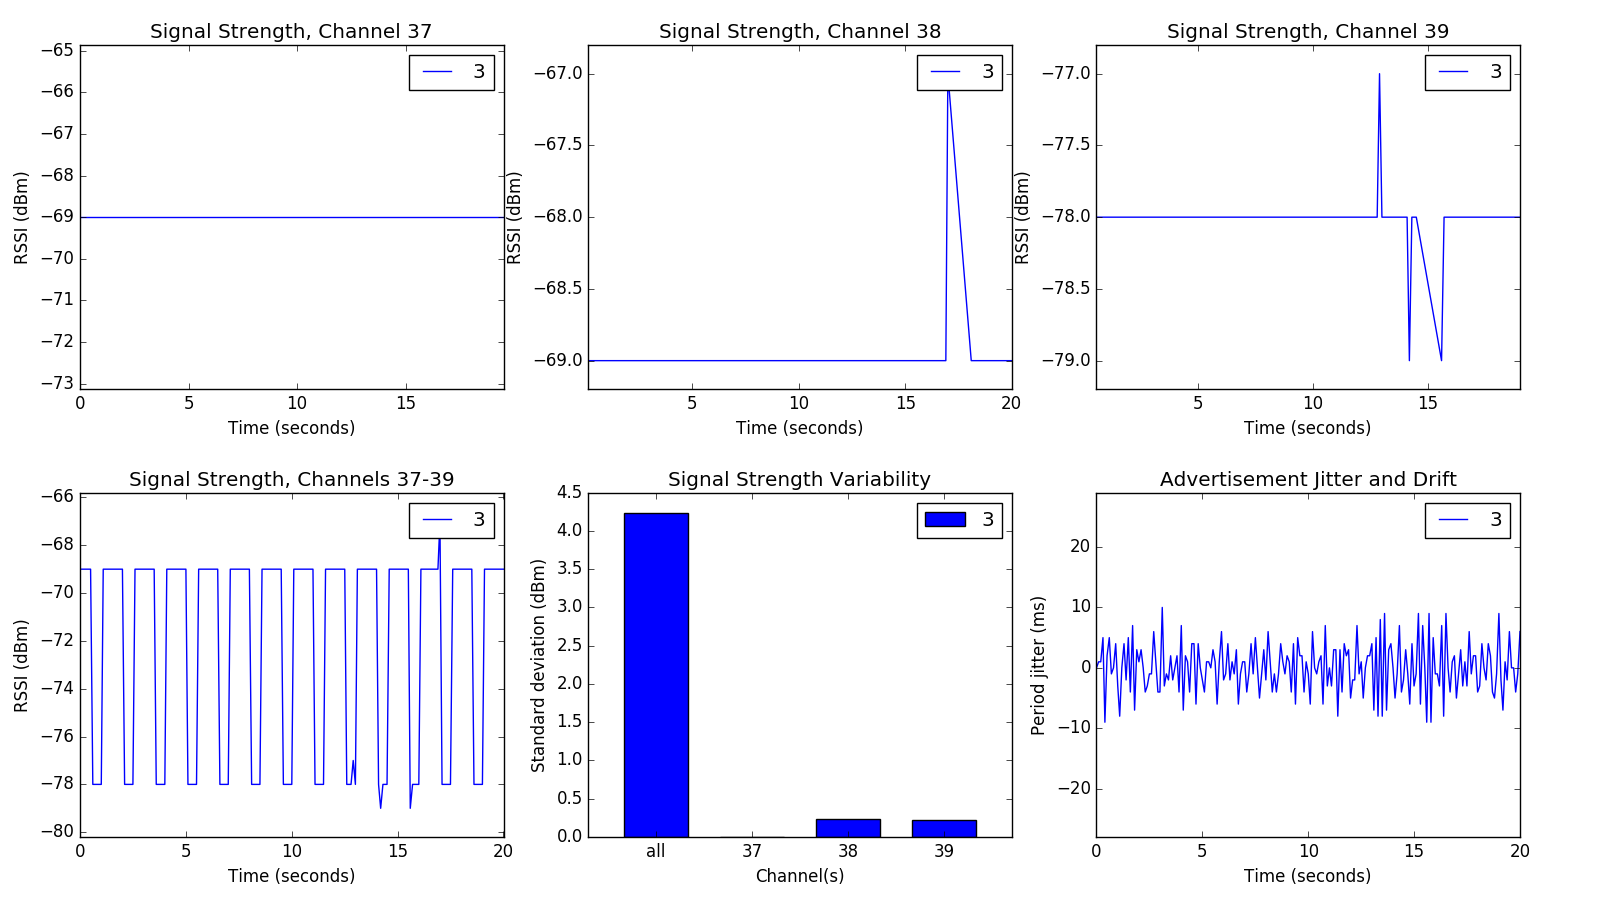 Signal Strength, Channel 37
3
RSSI (dBm)
−65
−66
−67
−68
−69
−70
−71
−72
−73
0 5 10 15
Time (seconds)
Signal Strength, Channel 38
3
RSSI (dBm)
−67.0
−67.5
−68.0
−68.5
−69.0
5 10 15 20
Time (seconds)
Signal Strength, Channel 39
3
RSSI (dBm)
−77.0
−77.5
−78.0
−78.5
−79.0
5 10 15
Time (seconds)
Signal Strength, Channels 37-39
3
RSSI (dBm)
−66
−68
−70
−72
−74
−76
−78
−80
0 5 10 15 20
Time (seconds)
Signal Strength Variability
3
Standard deviation (dBm)
4.5
4.0
3.5
3.0
2.5
2.0
1.5
1.0
0.5
0.0
all 37 38 39
Channel(s)
Advertisement Jitter and Drift
3
Period jitter (ms)
20
10
0
−10
−20
0 5 10 15 20
Time (seconds)